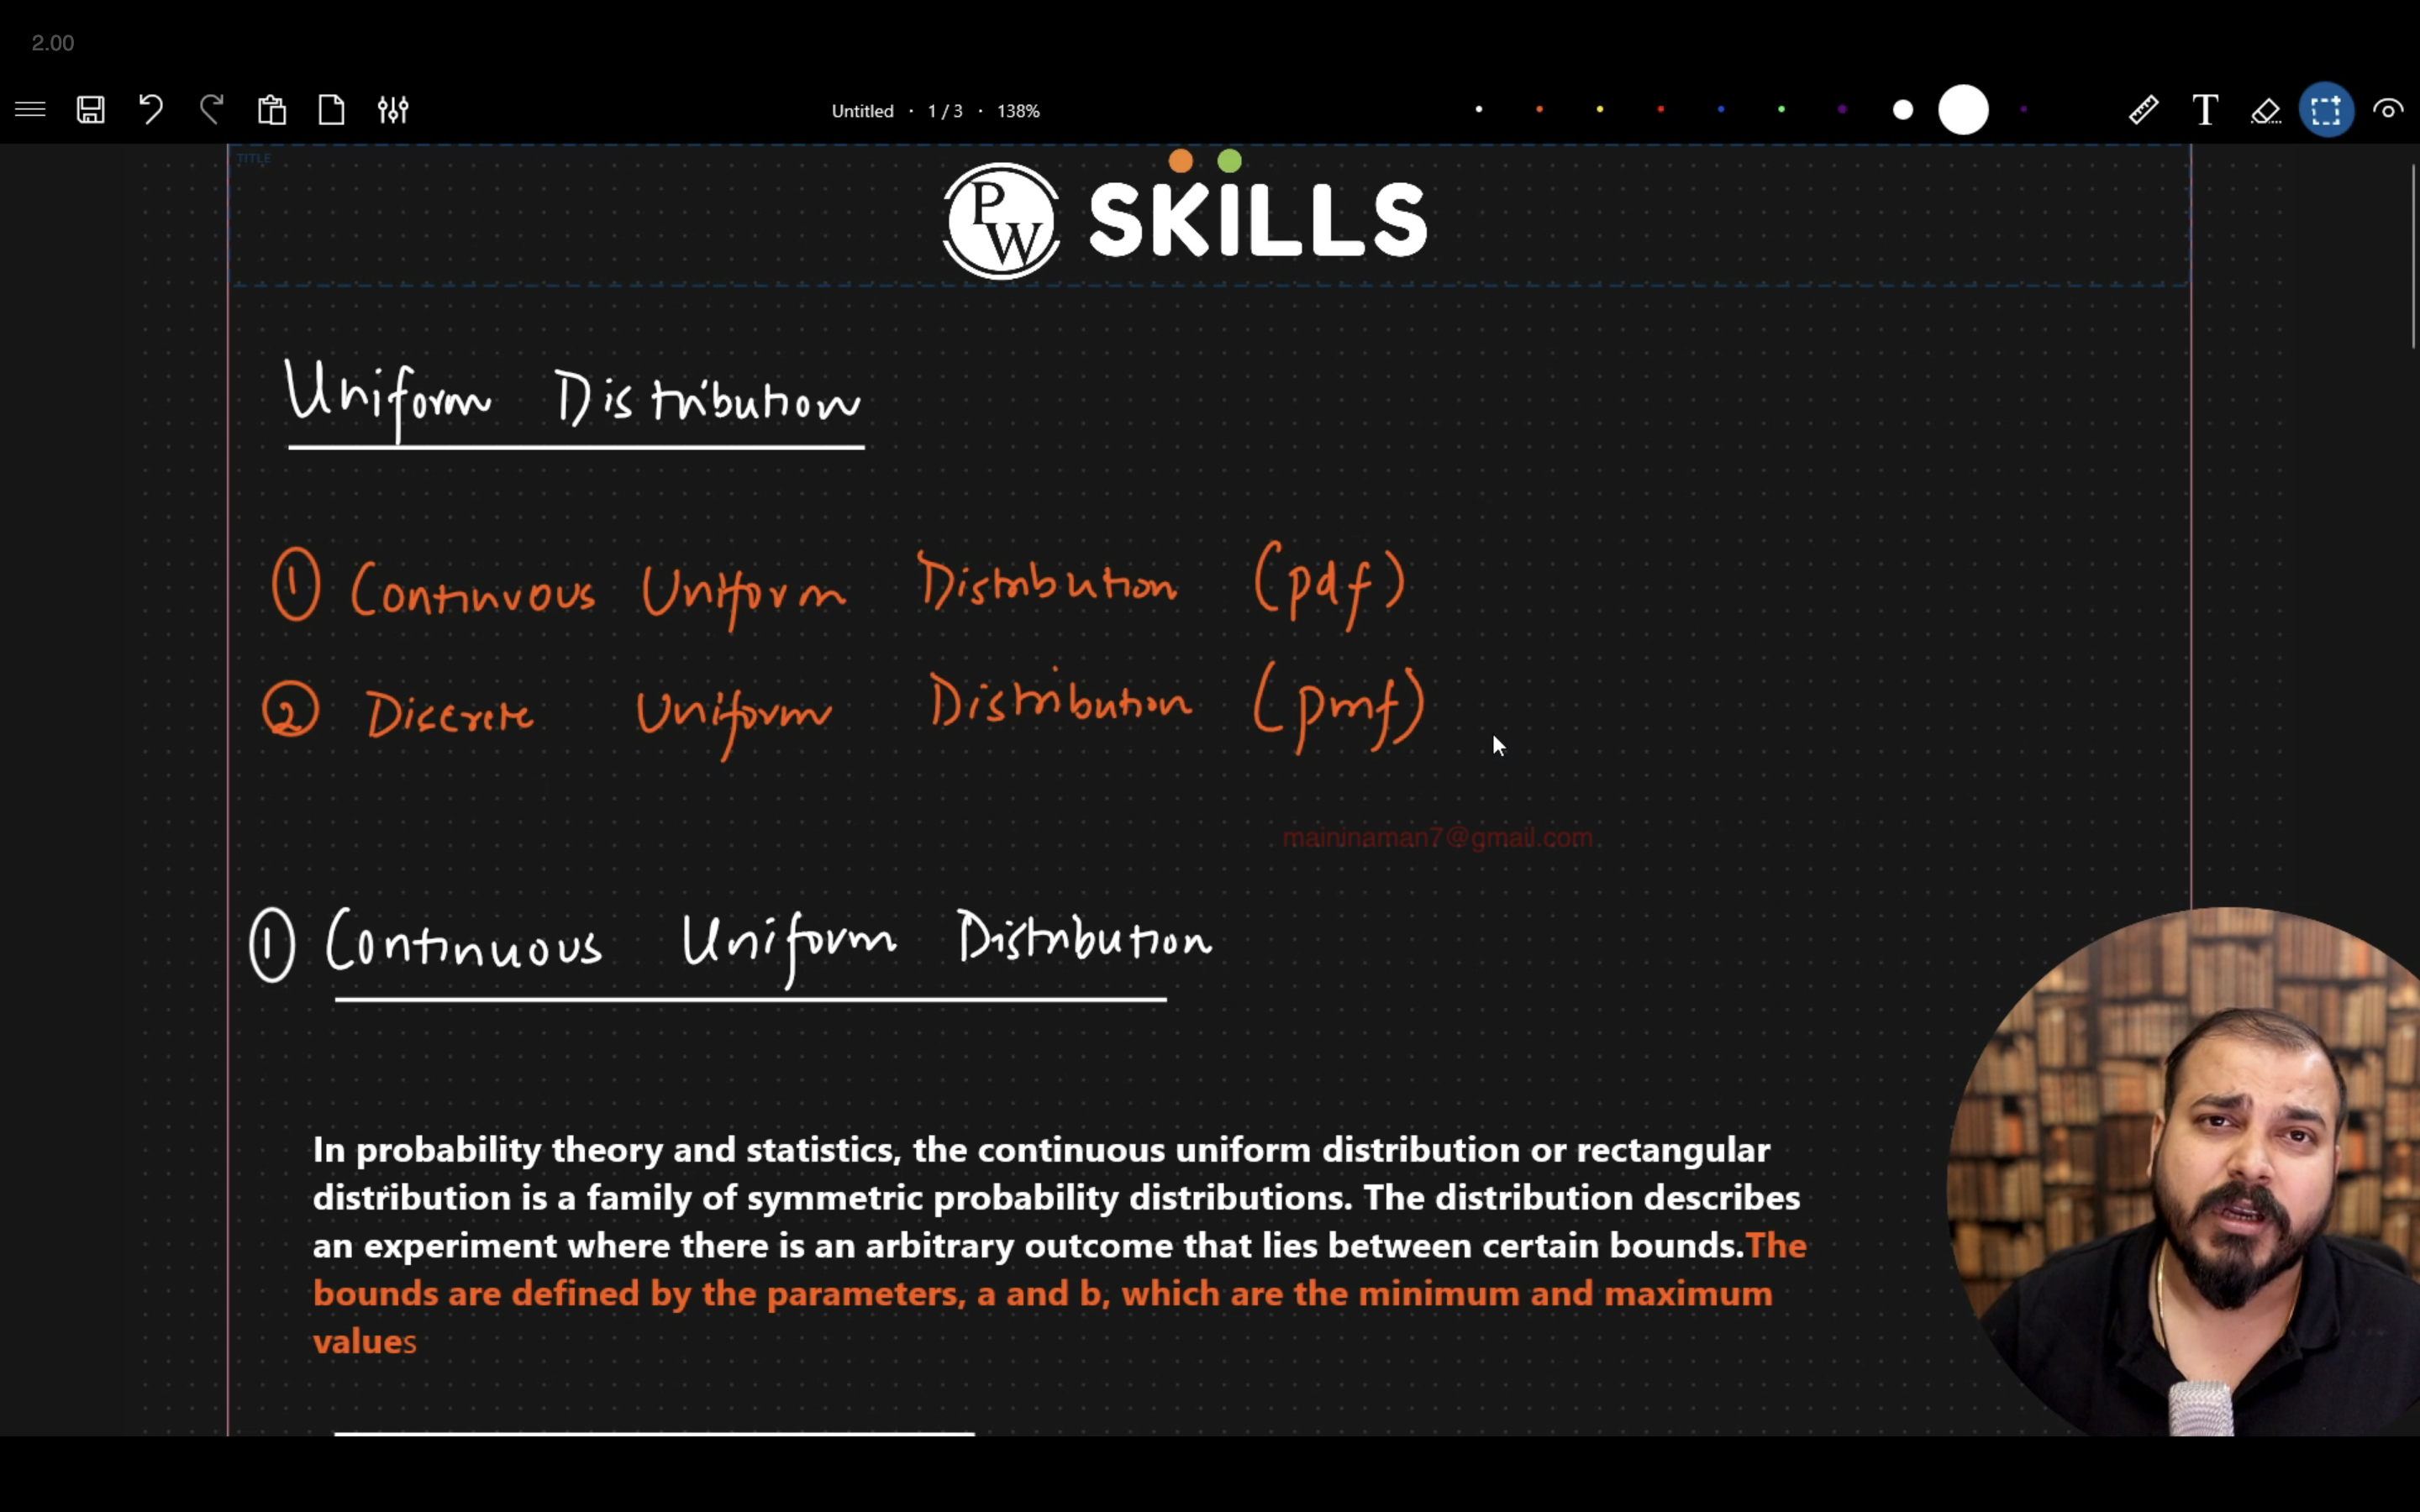 2.00
Untitled · 1 / 3 · 138%
T
TITLE
PW SKILLS
Uniform Distribution
① Continuous Uniform Distribution (pdf)
② Discrete Uniform Distribution (pmf)
maininaman7@gmail.com
① Continuous Uniform Distribution
In probability theory and statistics, the continuous uniform distribution or rectangular
distribution is a family of symmetric probability distributions. The distribution describes
an experiment where there is an arbitrary outcome that lies between certain bounds.The
bounds are defined by the parameters, a and b, which are the minimum and maximum
values